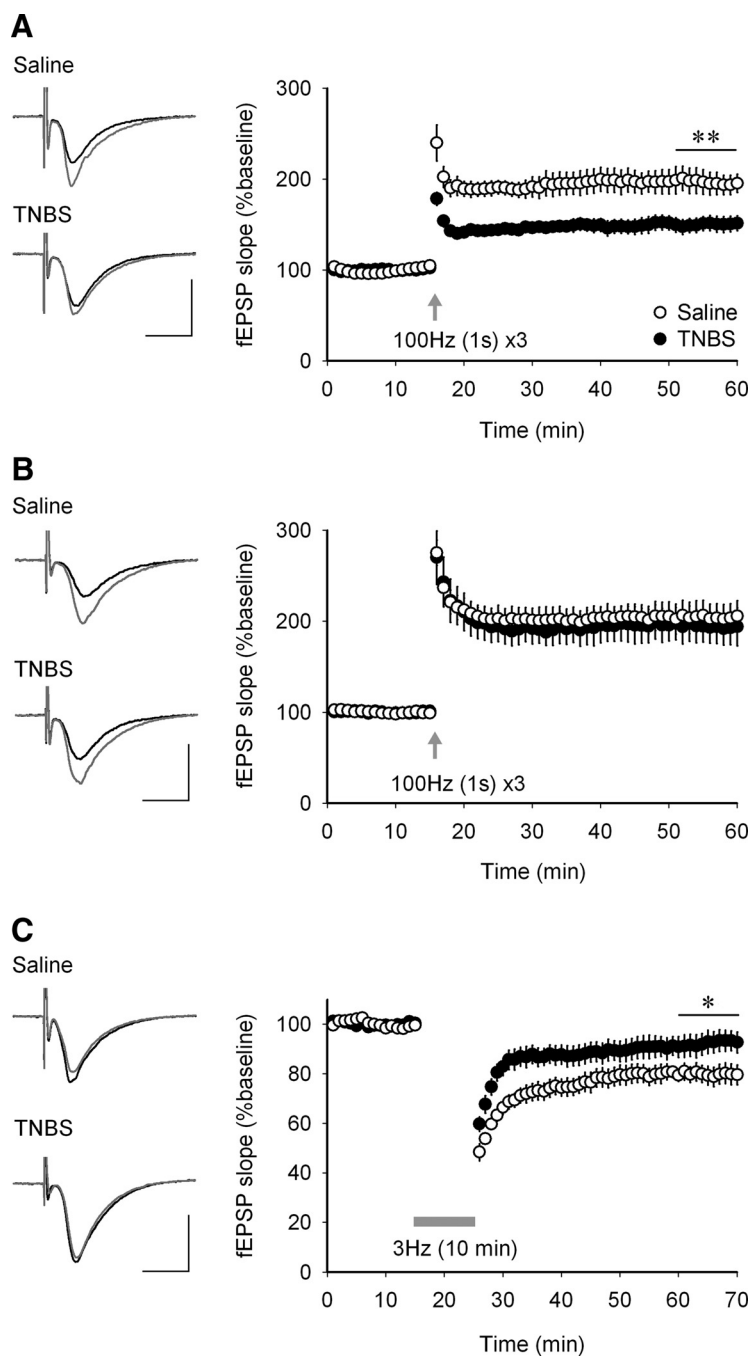 A
Saline
TNBS
fEPSP slope (%baseline)
300
200
100
0
**
Saline
TNBS
100Hz (1s) x3
0 10 20 30 40 50 60
Time (min)
B
Saline
TNBS
fEPSP slope (%baseline)
300
200
100
0
100Hz (1s) x3
0 10 20 30 40 50 60
Time (min)
C
Saline
TNBS
fEPSP slope (%baseline)
100
80
60
40
20
0
*
3Hz (10 min)
0 10 20 30 40 50 60 70
Time (min)